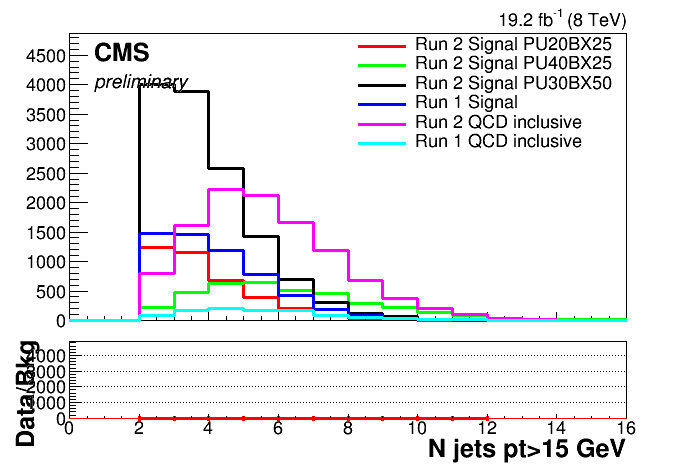 19.2 fb-1 (8 TeV)
CMS
preliminary
Run 2 Signal PU20BX25
Run 2 Signal PU40BX25
Run 2 Signal PU30BX50
Run 1 Signal
Run 2 QCD inclusive
Run 1 QCD inclusive
4500
4000
3500
3000
2500
2000
1500
1000
500
0
Data/Bkg
0
0 2 4 6 8 10 12 14 16
N jets pt>15 GeV